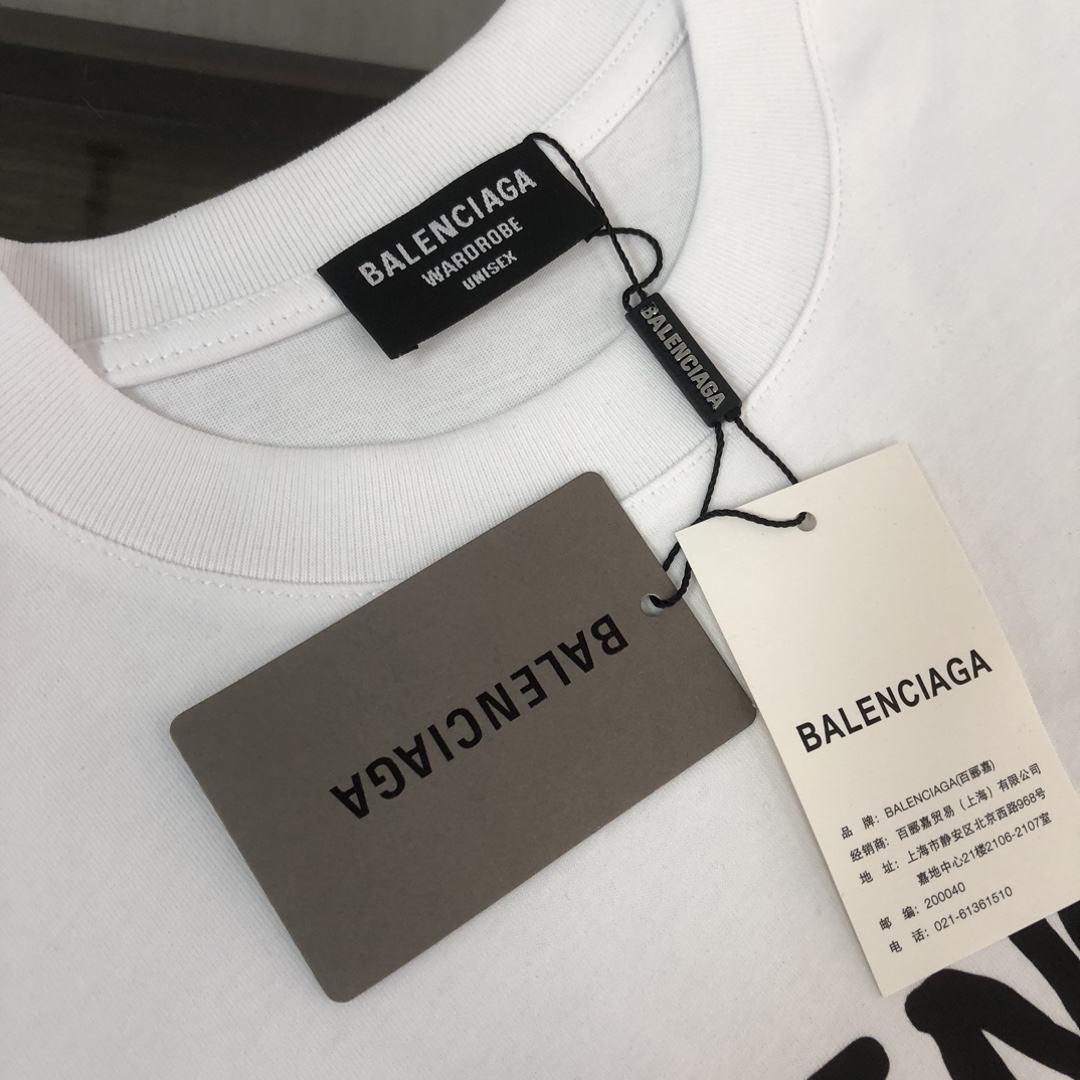 BALENCIAGA
WARDROBE
UNISEX
BALENCIAGA
BALENCIAGA
BALENCIAGA
品 牌: BALENCIAGA(百郦嘉)
经销商: 百郦嘉贸易（上海）有限公司
地 址: 上海市静安区北京西路968号
嘉地中心21楼2106-2107室
邮 编: 200040
电 话: 021-61361510